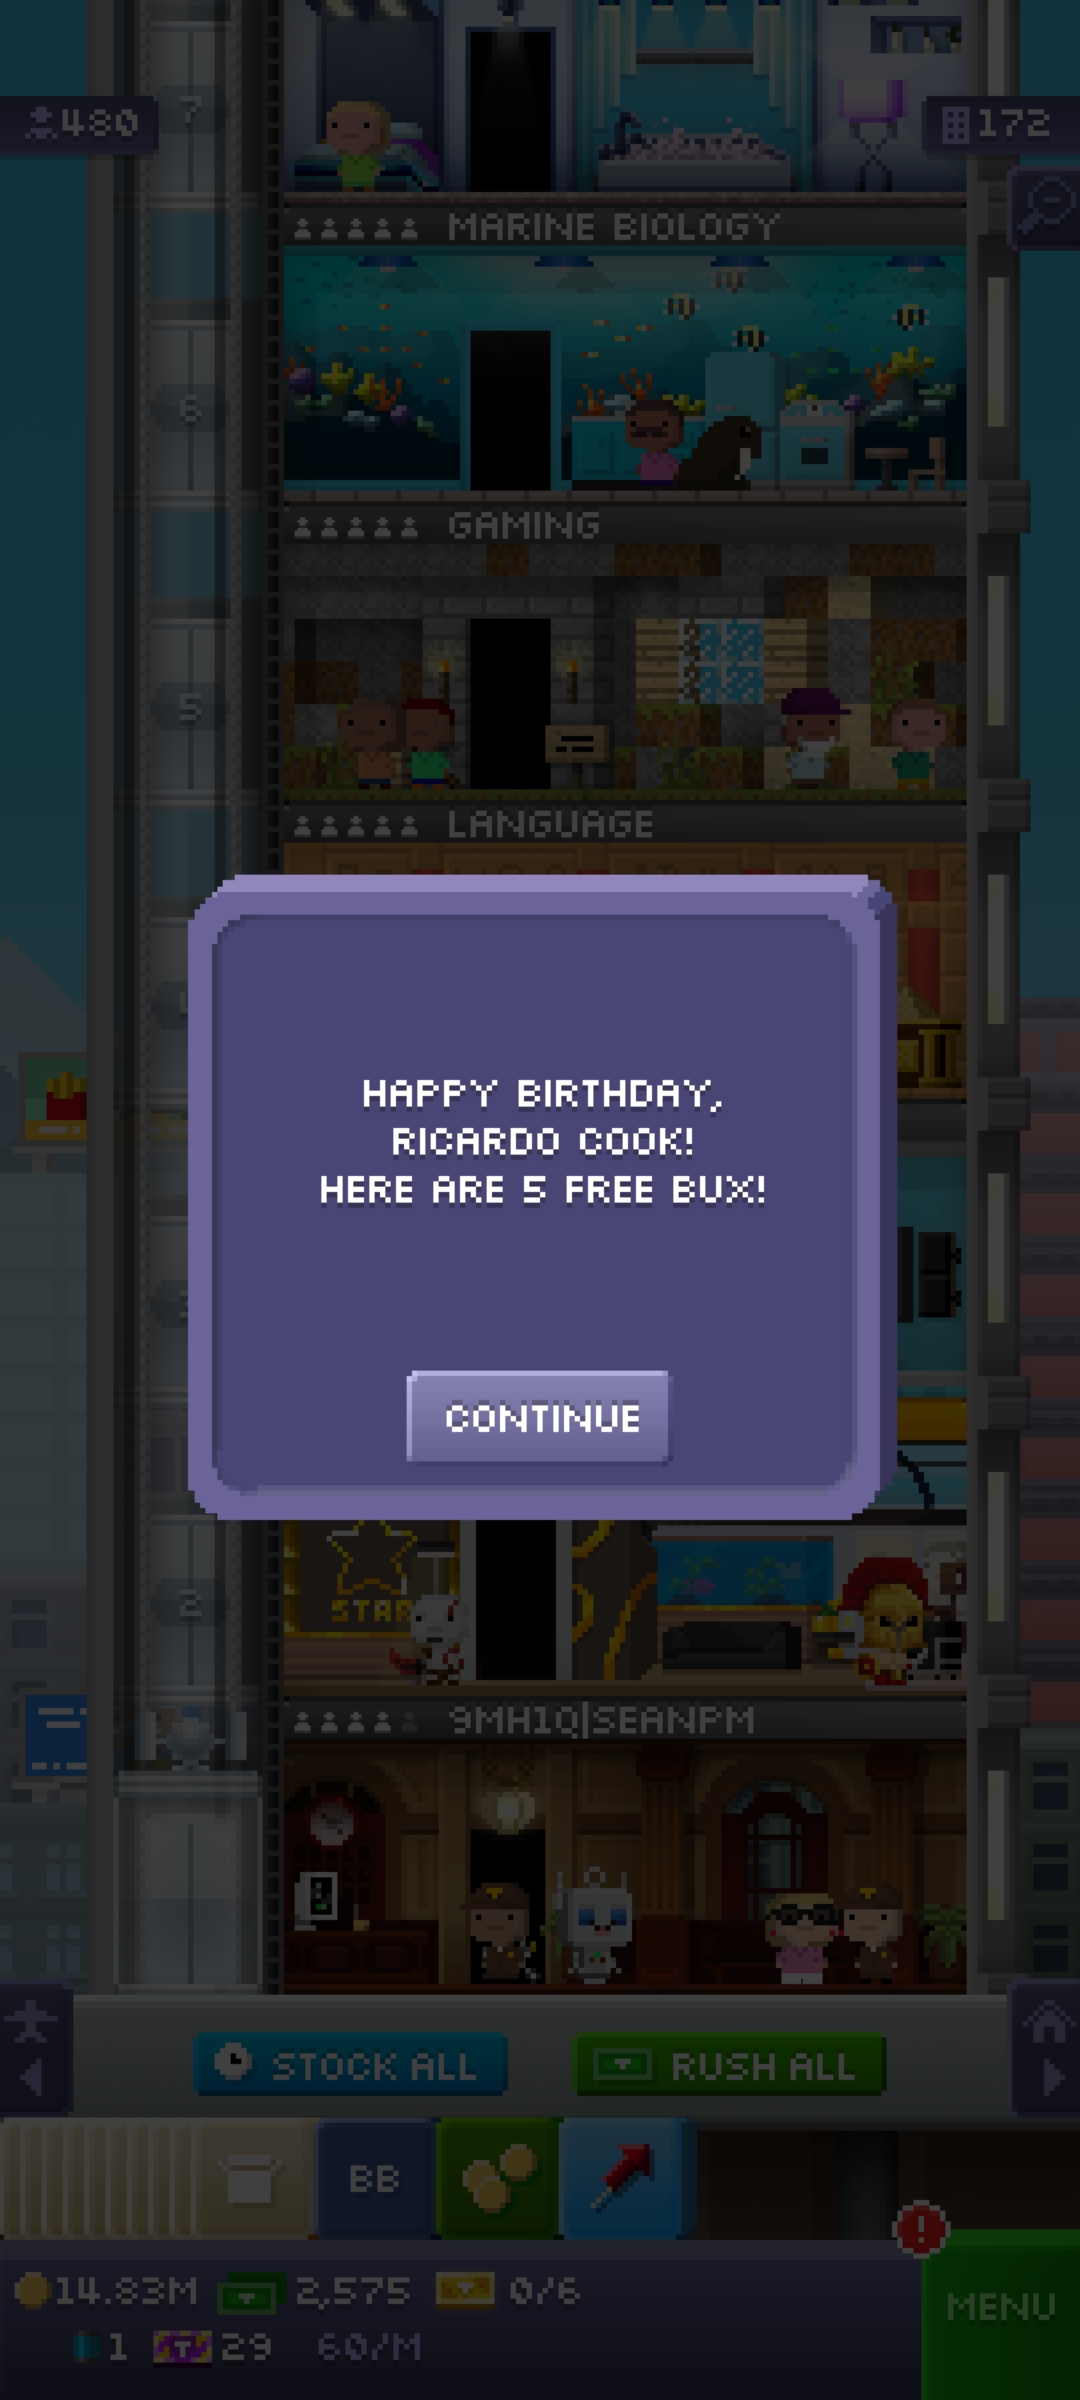 480
7
172
MARINE BIOLOGY
6
GAMING
5
LANGUAGE
HAPPY BIRTHDAY,
RICARDO COOK!
HERE ARE 5 FREE BUX!
CONTINUE
2
STAR
9MH1Q|SEANPM
STOCK ALL
RUSH ALL
BB
14.83M
2,575
0/6
MENU
1
29
60/M